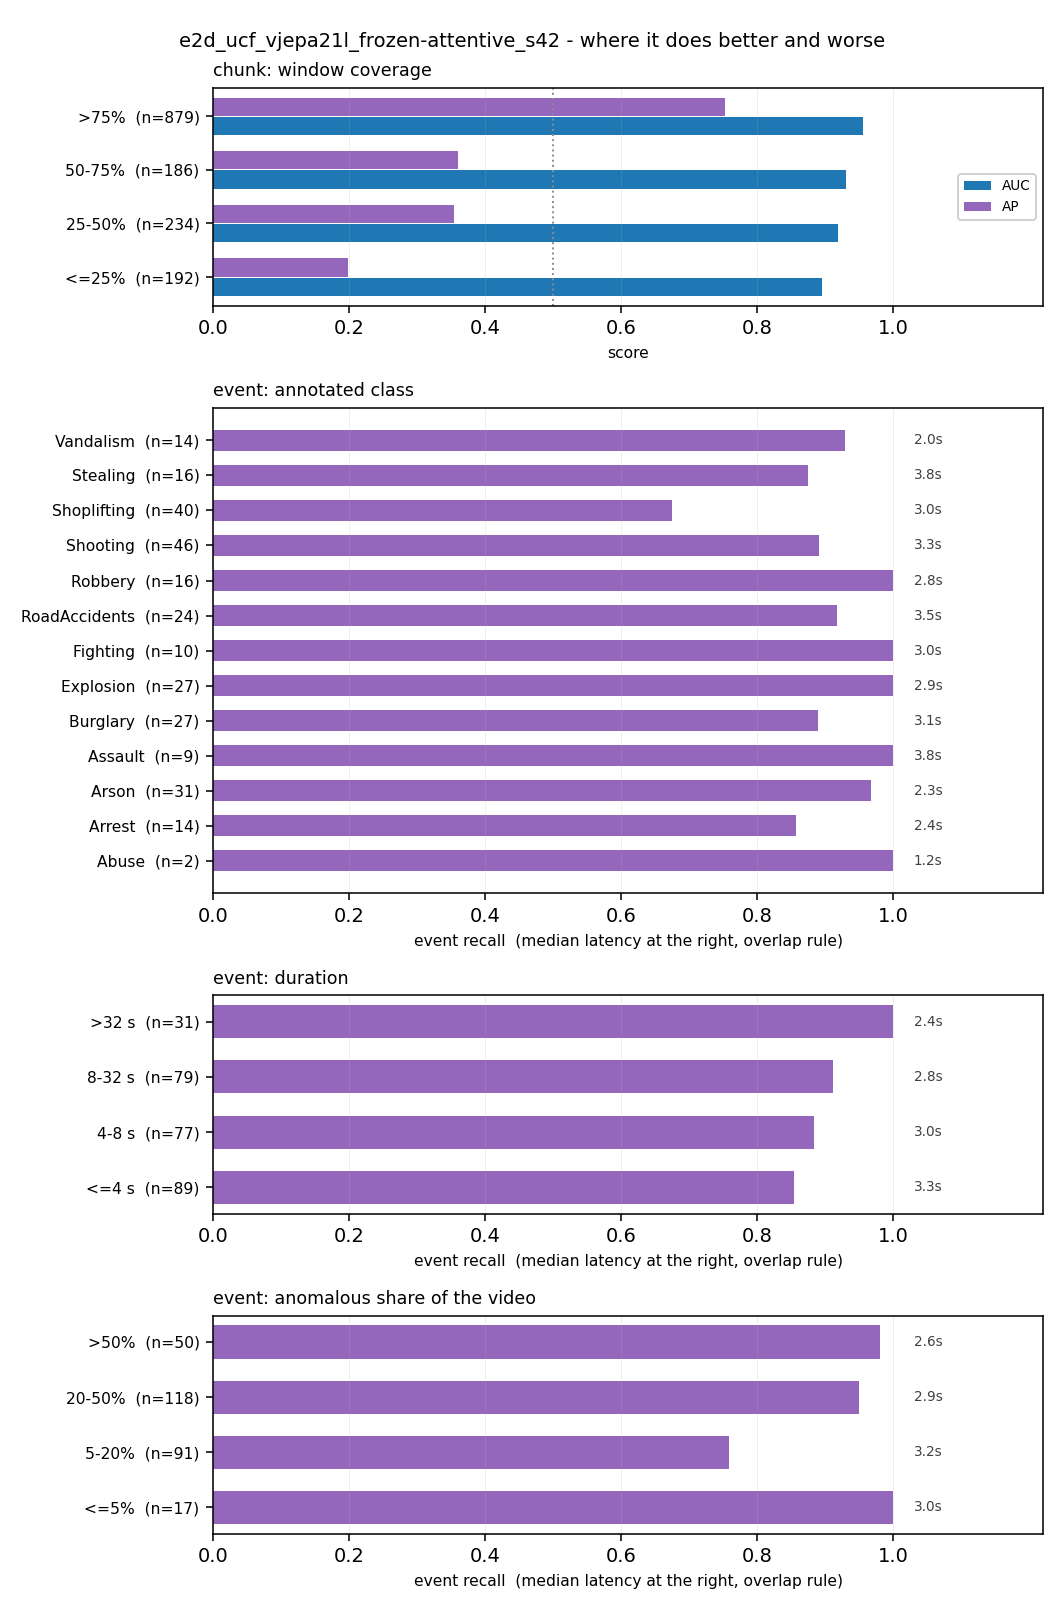 e2d_ucf_vjepa21l_frozen-attentive_s42 - where it does better and worse
chunk: window coverage
>75%  (n=879)
50-75%  (n=186)
25-50%  (n=234)
<=25%  (n=192)
AUC
AP
0.0 0.2 0.4 0.6 0.8 1.0
score
event: annotated class
Vandalism  (n=14) 2.0s
Stealing  (n=16) 3.8s
Shoplifting  (n=40) 3.0s
Shooting  (n=46) 3.3s
Robbery  (n=16) 2.8s
RoadAccidents  (n=24) 3.5s
Fighting  (n=10) 3.0s
Explosion  (n=27) 2.9s
Burglary  (n=27) 3.1s
Assault  (n=9) 3.8s
Arson  (n=31) 2.3s
Arrest  (n=14) 2.4s
Abuse  (n=2) 1.2s
0.0 0.2 0.4 0.6 0.8 1.0
event recall  (median latency at the right, overlap rule)
event: duration
>32 s  (n=31) 2.4s
8-32 s  (n=79) 2.8s
4-8 s  (n=77) 3.0s
<=4 s  (n=89) 3.3s
0.0 0.2 0.4 0.6 0.8 1.0
event recall  (median latency at the right, overlap rule)
event: anomalous share of the video
>50%  (n=50) 2.6s
20-50%  (n=118) 2.9s
5-20%  (n=91) 3.2s
<=5%  (n=17) 3.0s
0.0 0.2 0.4 0.6 0.8 1.0
event recall  (median latency at the right, overlap rule)